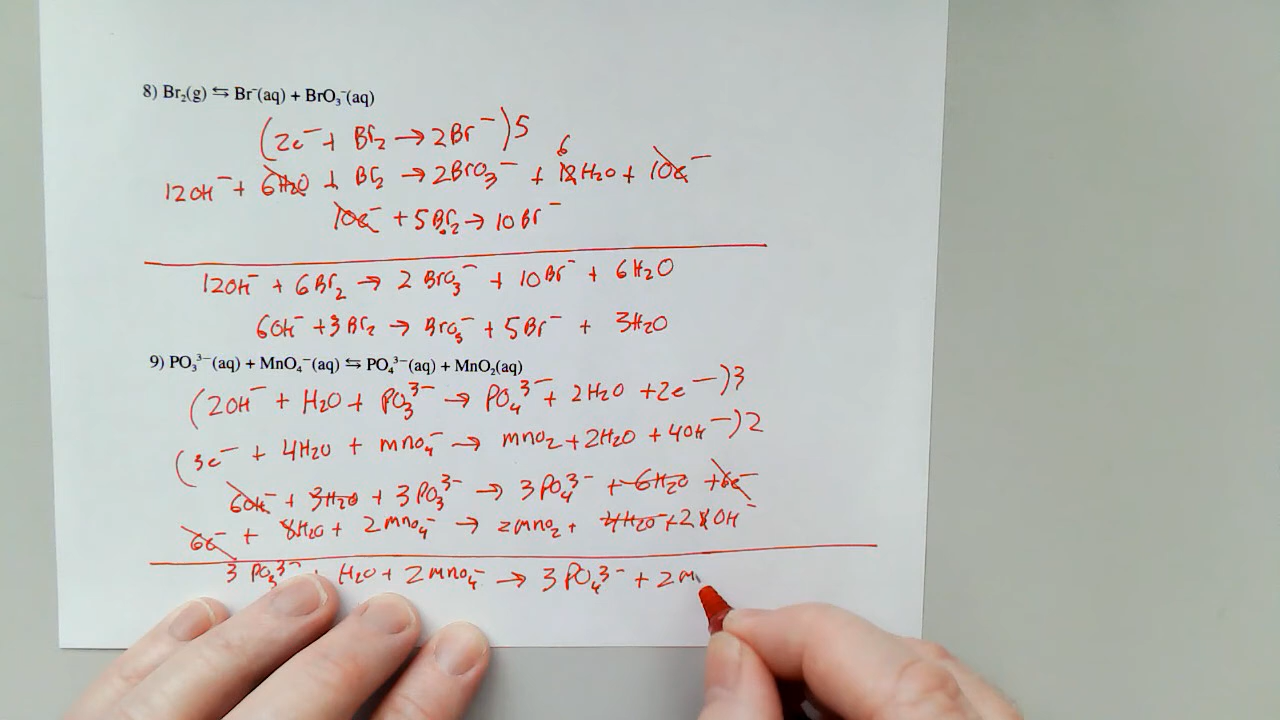 8) Br₂(g) ⇆ Br⁻(aq) + BrO₃⁻(aq)
(2e⁻ + Br₂ → 2Br⁻)5
6
12OH⁻ + 6H₂O + Br₂ → 2BrO₃⁻ + 12H₂O + 10e⁻
10e⁻ + 5Br₂ → 10Br⁻
12OH⁻ + 6Br₂ → 2BrO₃⁻ + 10Br⁻ + 6H₂O
6OH⁻ + 3Br₂ → BrO₃⁻ + 5Br⁻ + 3H₂O
9) PO₃³⁻(aq) + MnO₄⁻(aq) ⇆ PO₄³⁻(aq) + MnO₂(aq)
(2OH⁻ + H₂O + PO₃³⁻ → PO₄³⁻ + 2H₂O + 2e⁻)3
(3e⁻ + 4H₂O + MnO₄⁻ → MnO₂ + 2H₂O + 4OH⁻)2
6OH⁻ + 3H₂O + 3PO₃³⁻ → 3PO₄³⁻ + 6H₂O + 6e⁻
6e⁻ + 8H₂O + 2MnO₄⁻ → 2MnO₂ + 4H₂O + 2 8OH⁻
3PO₃³⁻ + H₂O + 2MnO₄⁻ → 3PO₄³⁻ + 2M